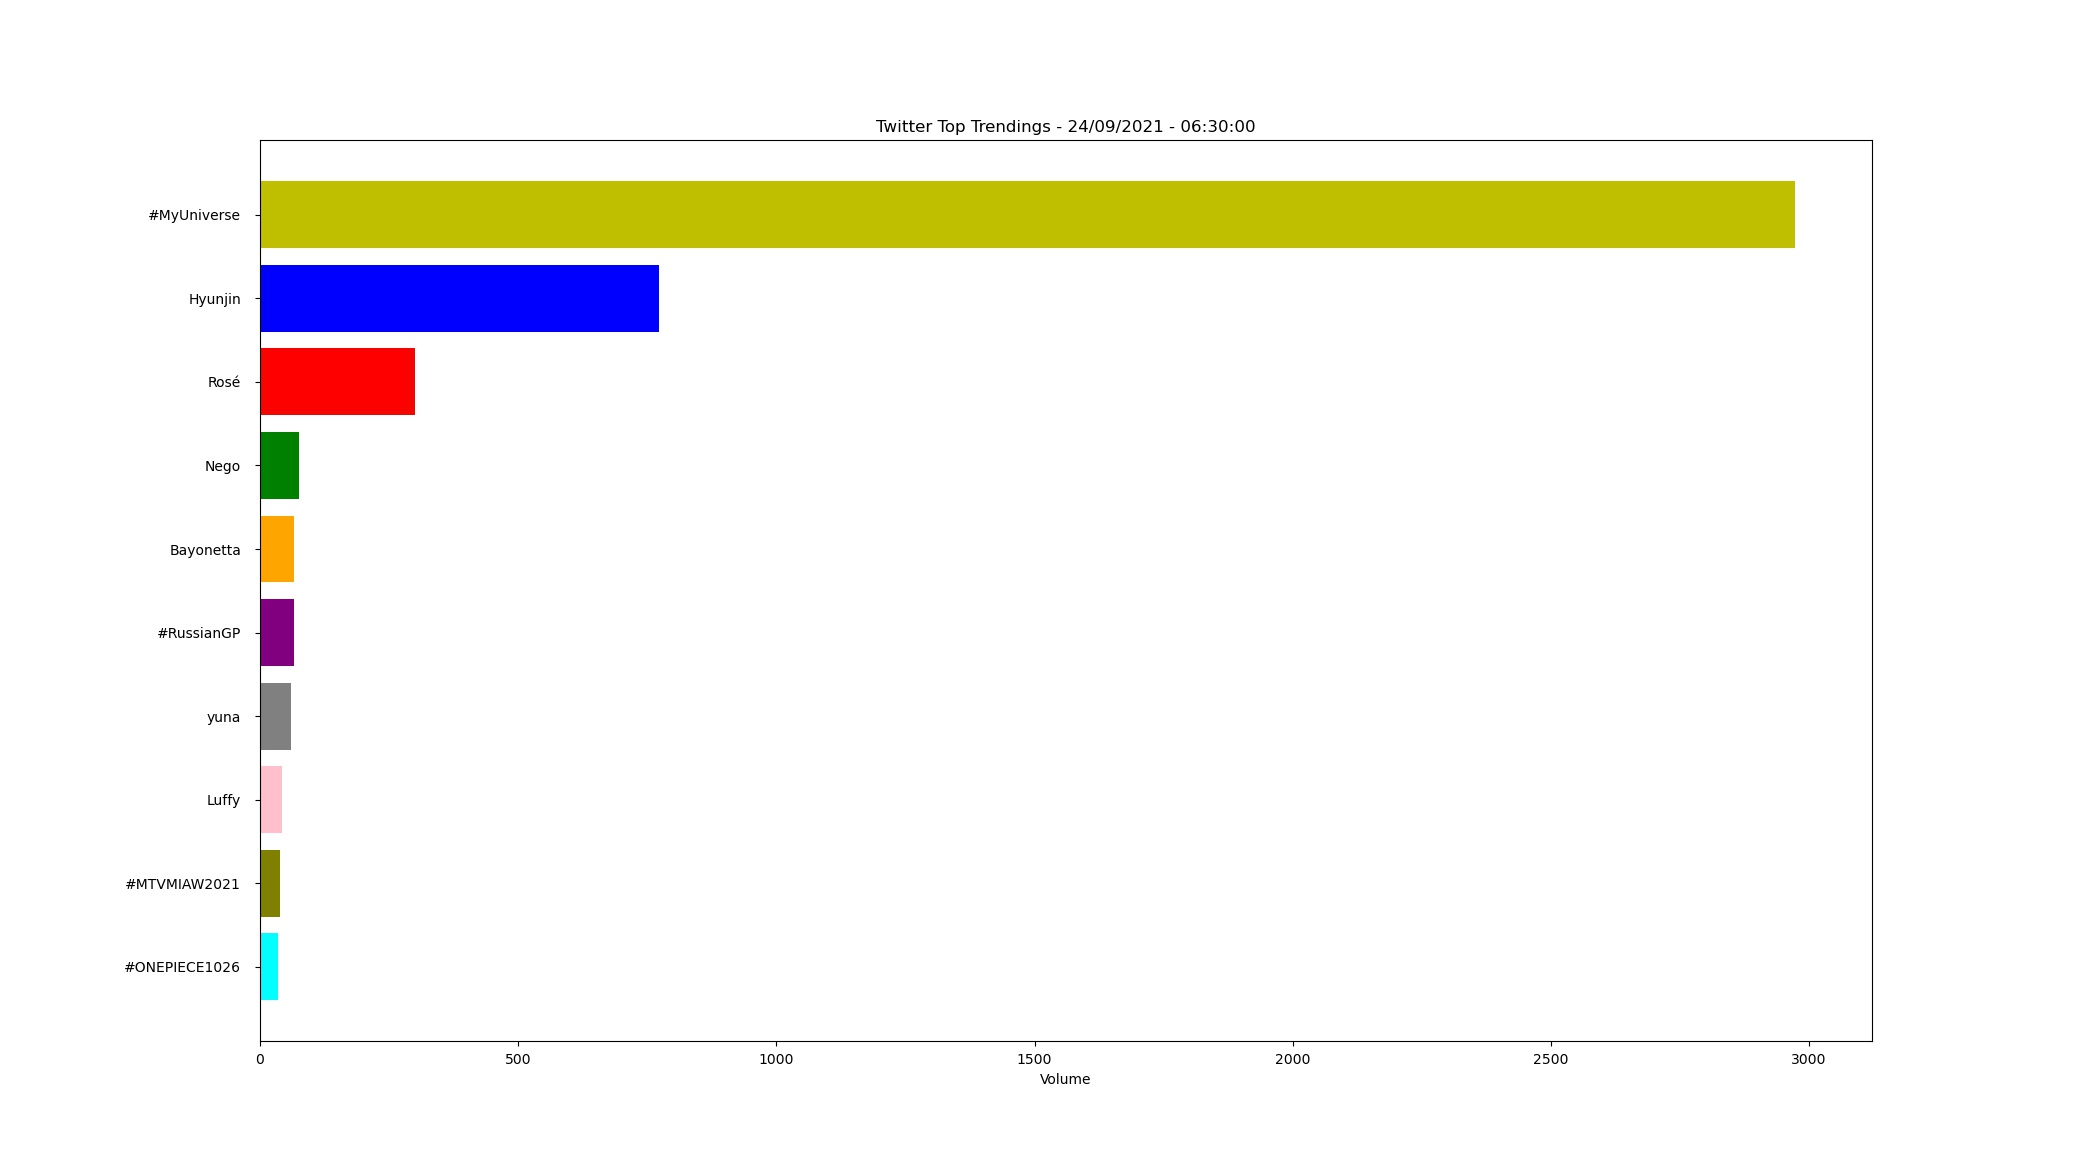 Twitter Top Trendings - 24/09/2021 - 06:30:00
#MyUniverse
Hyunjin
Rosé
Nego
Bayonetta
#RussianGP
yuna
Luffy
#MTVMIAW2021
#ONEPIECE1026
0 500 1000 1500 2000 2500 3000
Volume